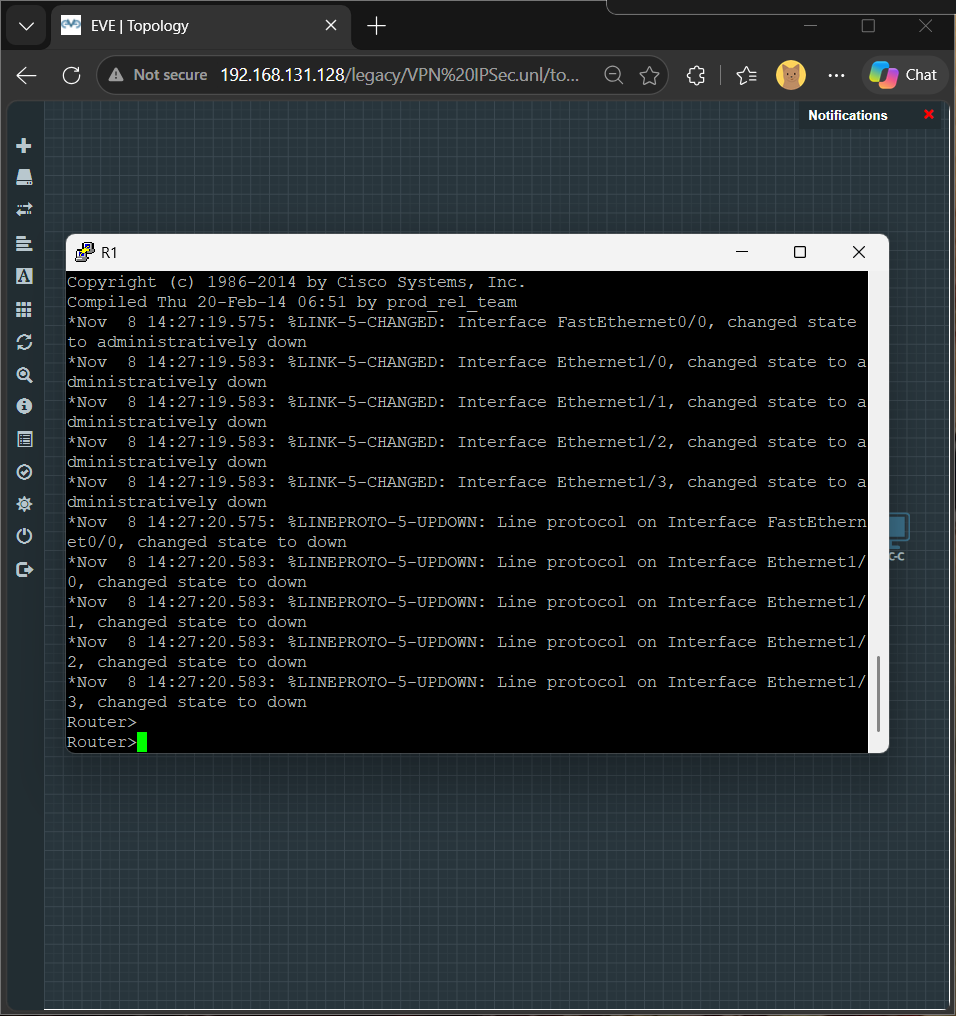 EVE | Topology
Not secure 192.168.131.128/legacy/VPN%20IPSec.unl/to...
Chat
Notifications
R1
Copyright (c) 1986-2014 by Cisco Systems, Inc.
Compiled Thu 20-Feb-14 06:51 by prod_rel_team
*Nov  8 14:27:19.575: %LINK-5-CHANGED: Interface FastEthernet0/0, changed state
to administratively down
*Nov  8 14:27:19.583: %LINK-5-CHANGED: Interface Ethernet1/0, changed state to a
dministratively down
*Nov  8 14:27:19.583: %LINK-5-CHANGED: Interface Ethernet1/1, changed state to a
dministratively down
*Nov  8 14:27:19.583: %LINK-5-CHANGED: Interface Ethernet1/2, changed state to a
dministratively down
*Nov  8 14:27:19.583: %LINK-5-CHANGED: Interface Ethernet1/3, changed state to a
dministratively down
*Nov  8 14:27:20.575: %LINEPROTO-5-UPDOWN: Line protocol on Interface FastEthern
et0/0, changed state to down
*Nov  8 14:27:20.583: %LINEPROTO-5-UPDOWN: Line protocol on Interface Ethernet1/
0, changed state to down
*Nov  8 14:27:20.583: %LINEPROTO-5-UPDOWN: Line protocol on Interface Ethernet1/
1, changed state to down
*Nov  8 14:27:20.583: %LINEPROTO-5-UPDOWN: Line protocol on Interface Ethernet1/
2, changed state to down
*Nov  8 14:27:20.583: %LINEPROTO-5-UPDOWN: Line protocol on Interface Ethernet1/
3, changed state to down
Router>
Router>